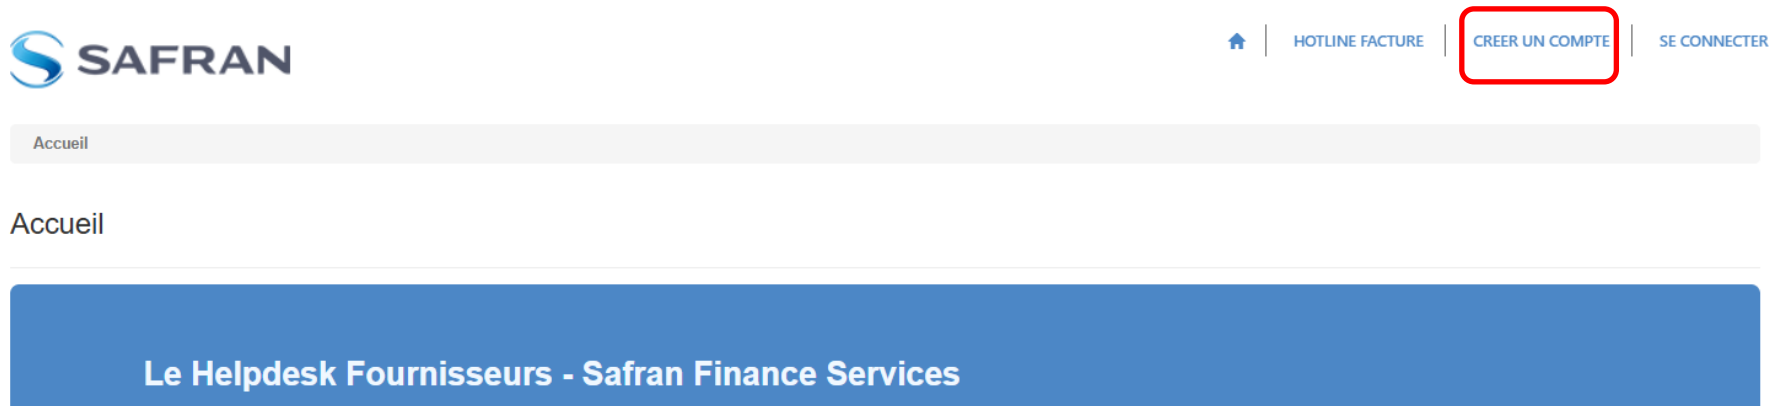 SAFRAN
HOTLINE FACTURE
CREER UN COMPTE
SE CONNECTER
Accueil
Accueil
Le Helpdesk Fournisseurs - Safran Finance Services